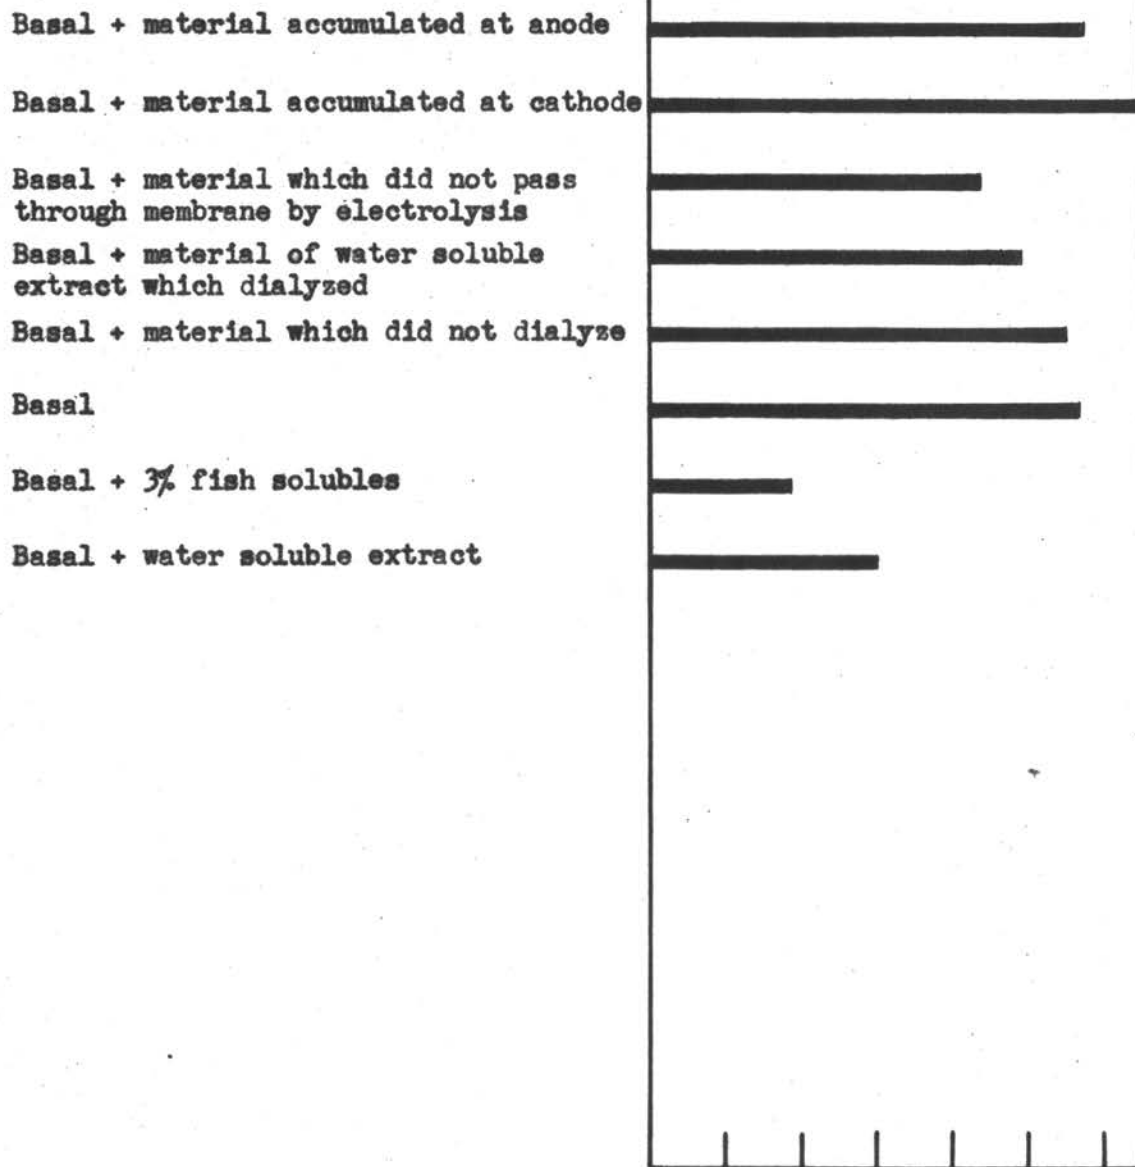 Basal + material accumulated at anode
Basal + material accumulated at cathode
Basal + material which did not pass
through membrane by electrolysis
Basal + material of water soluble
extract which dialyzed
Basal + material which did not dialyze
Basal
Basal + 3% fish solubles
Basal + water soluble extract